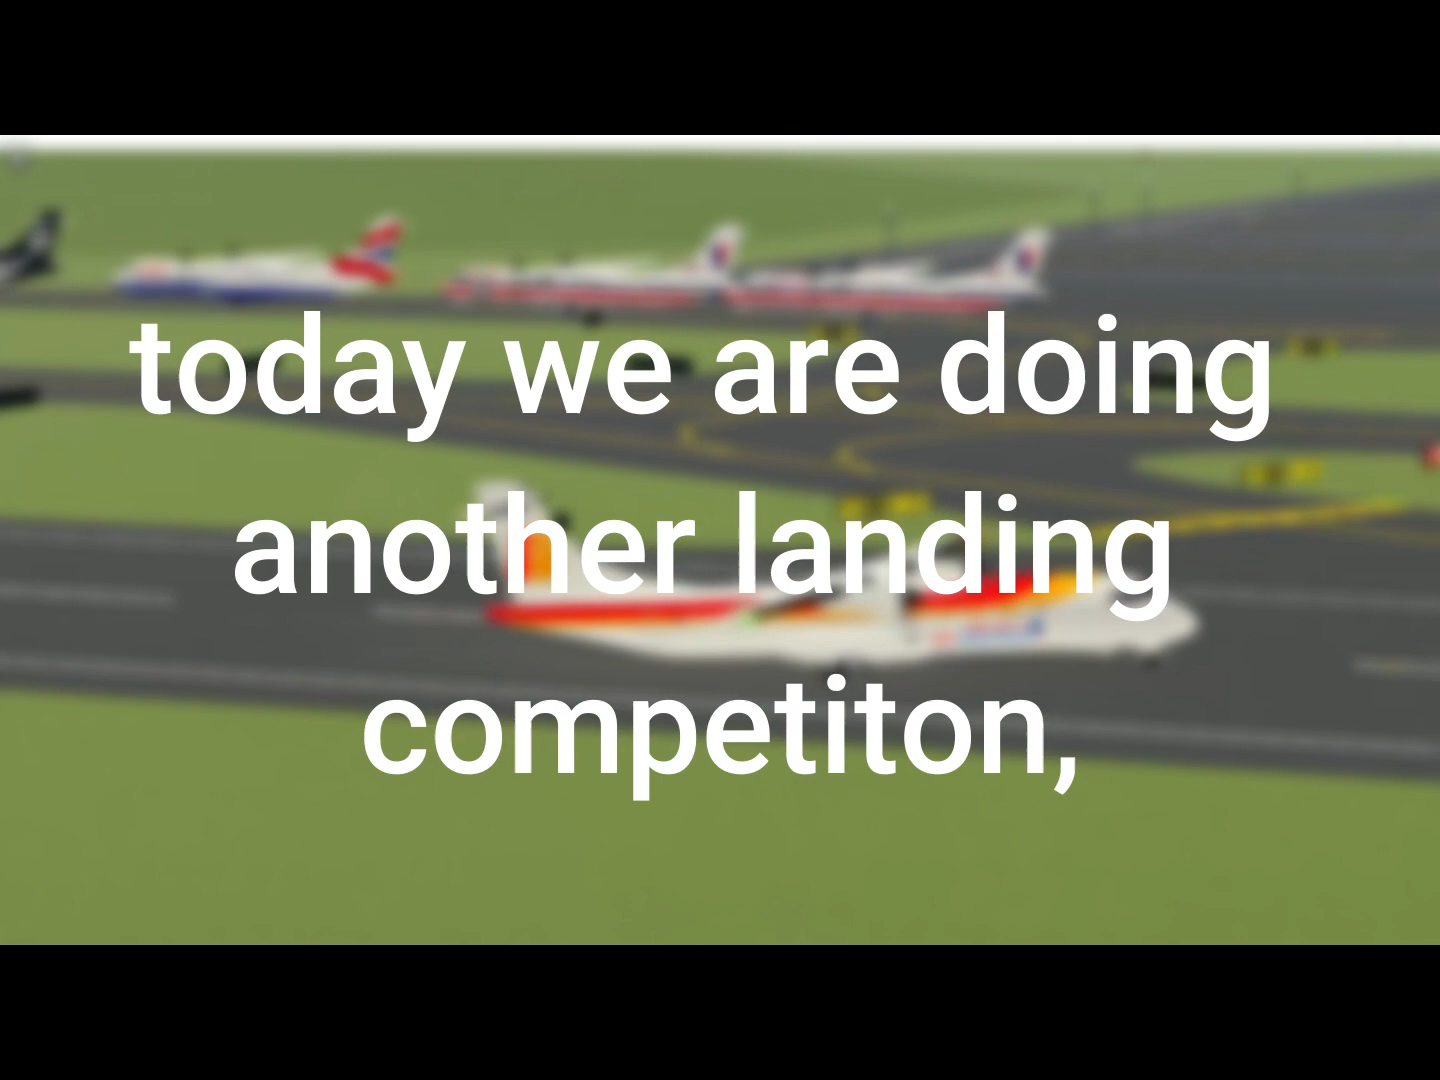 today we are doing
another landing
competiton,